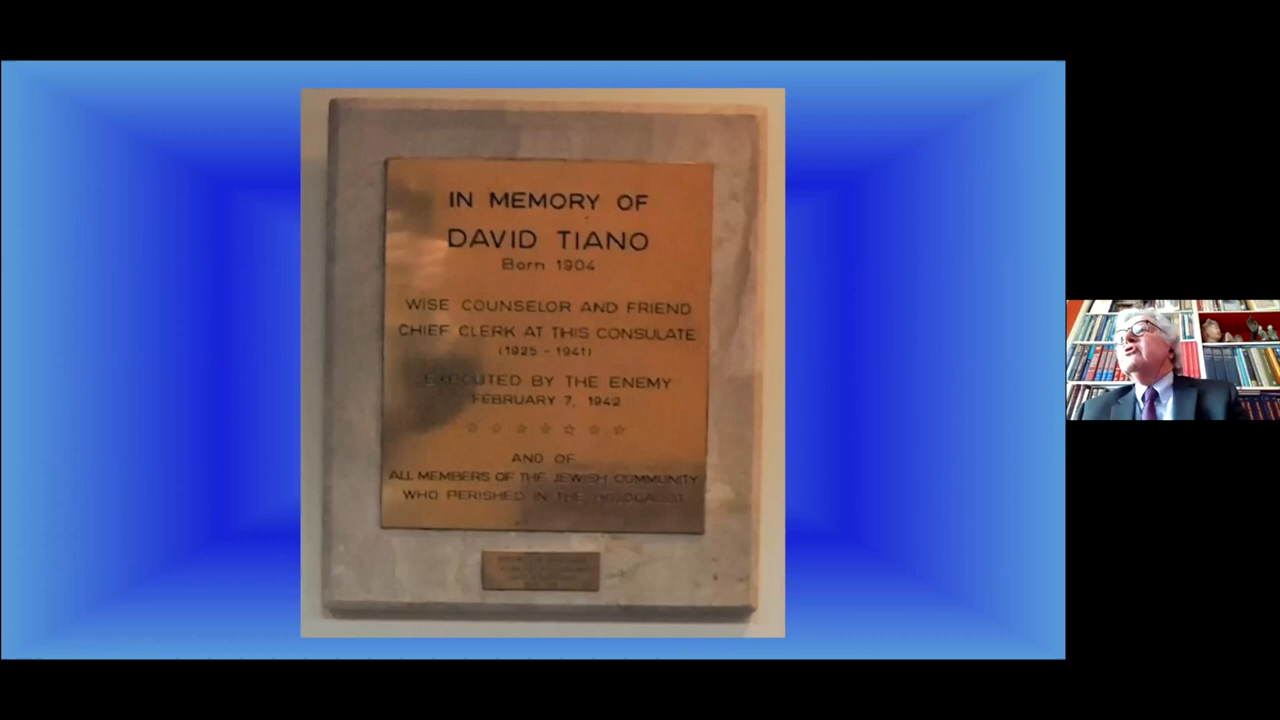 IN MEMORY OF
DAVID TIANO
Born 1904
WISE COUNSELOR AND FRIEND
CHIEF CLERK AT THIS CONSULATE
(1925 - 1941)
EXECUTED BY THE ENEMY
FEBRUARY 7, 1942
AND OF
ALL MEMBERS OF THE JEWISH COMMUNITY
WHO PERISHED IN THE HOLOCAUST